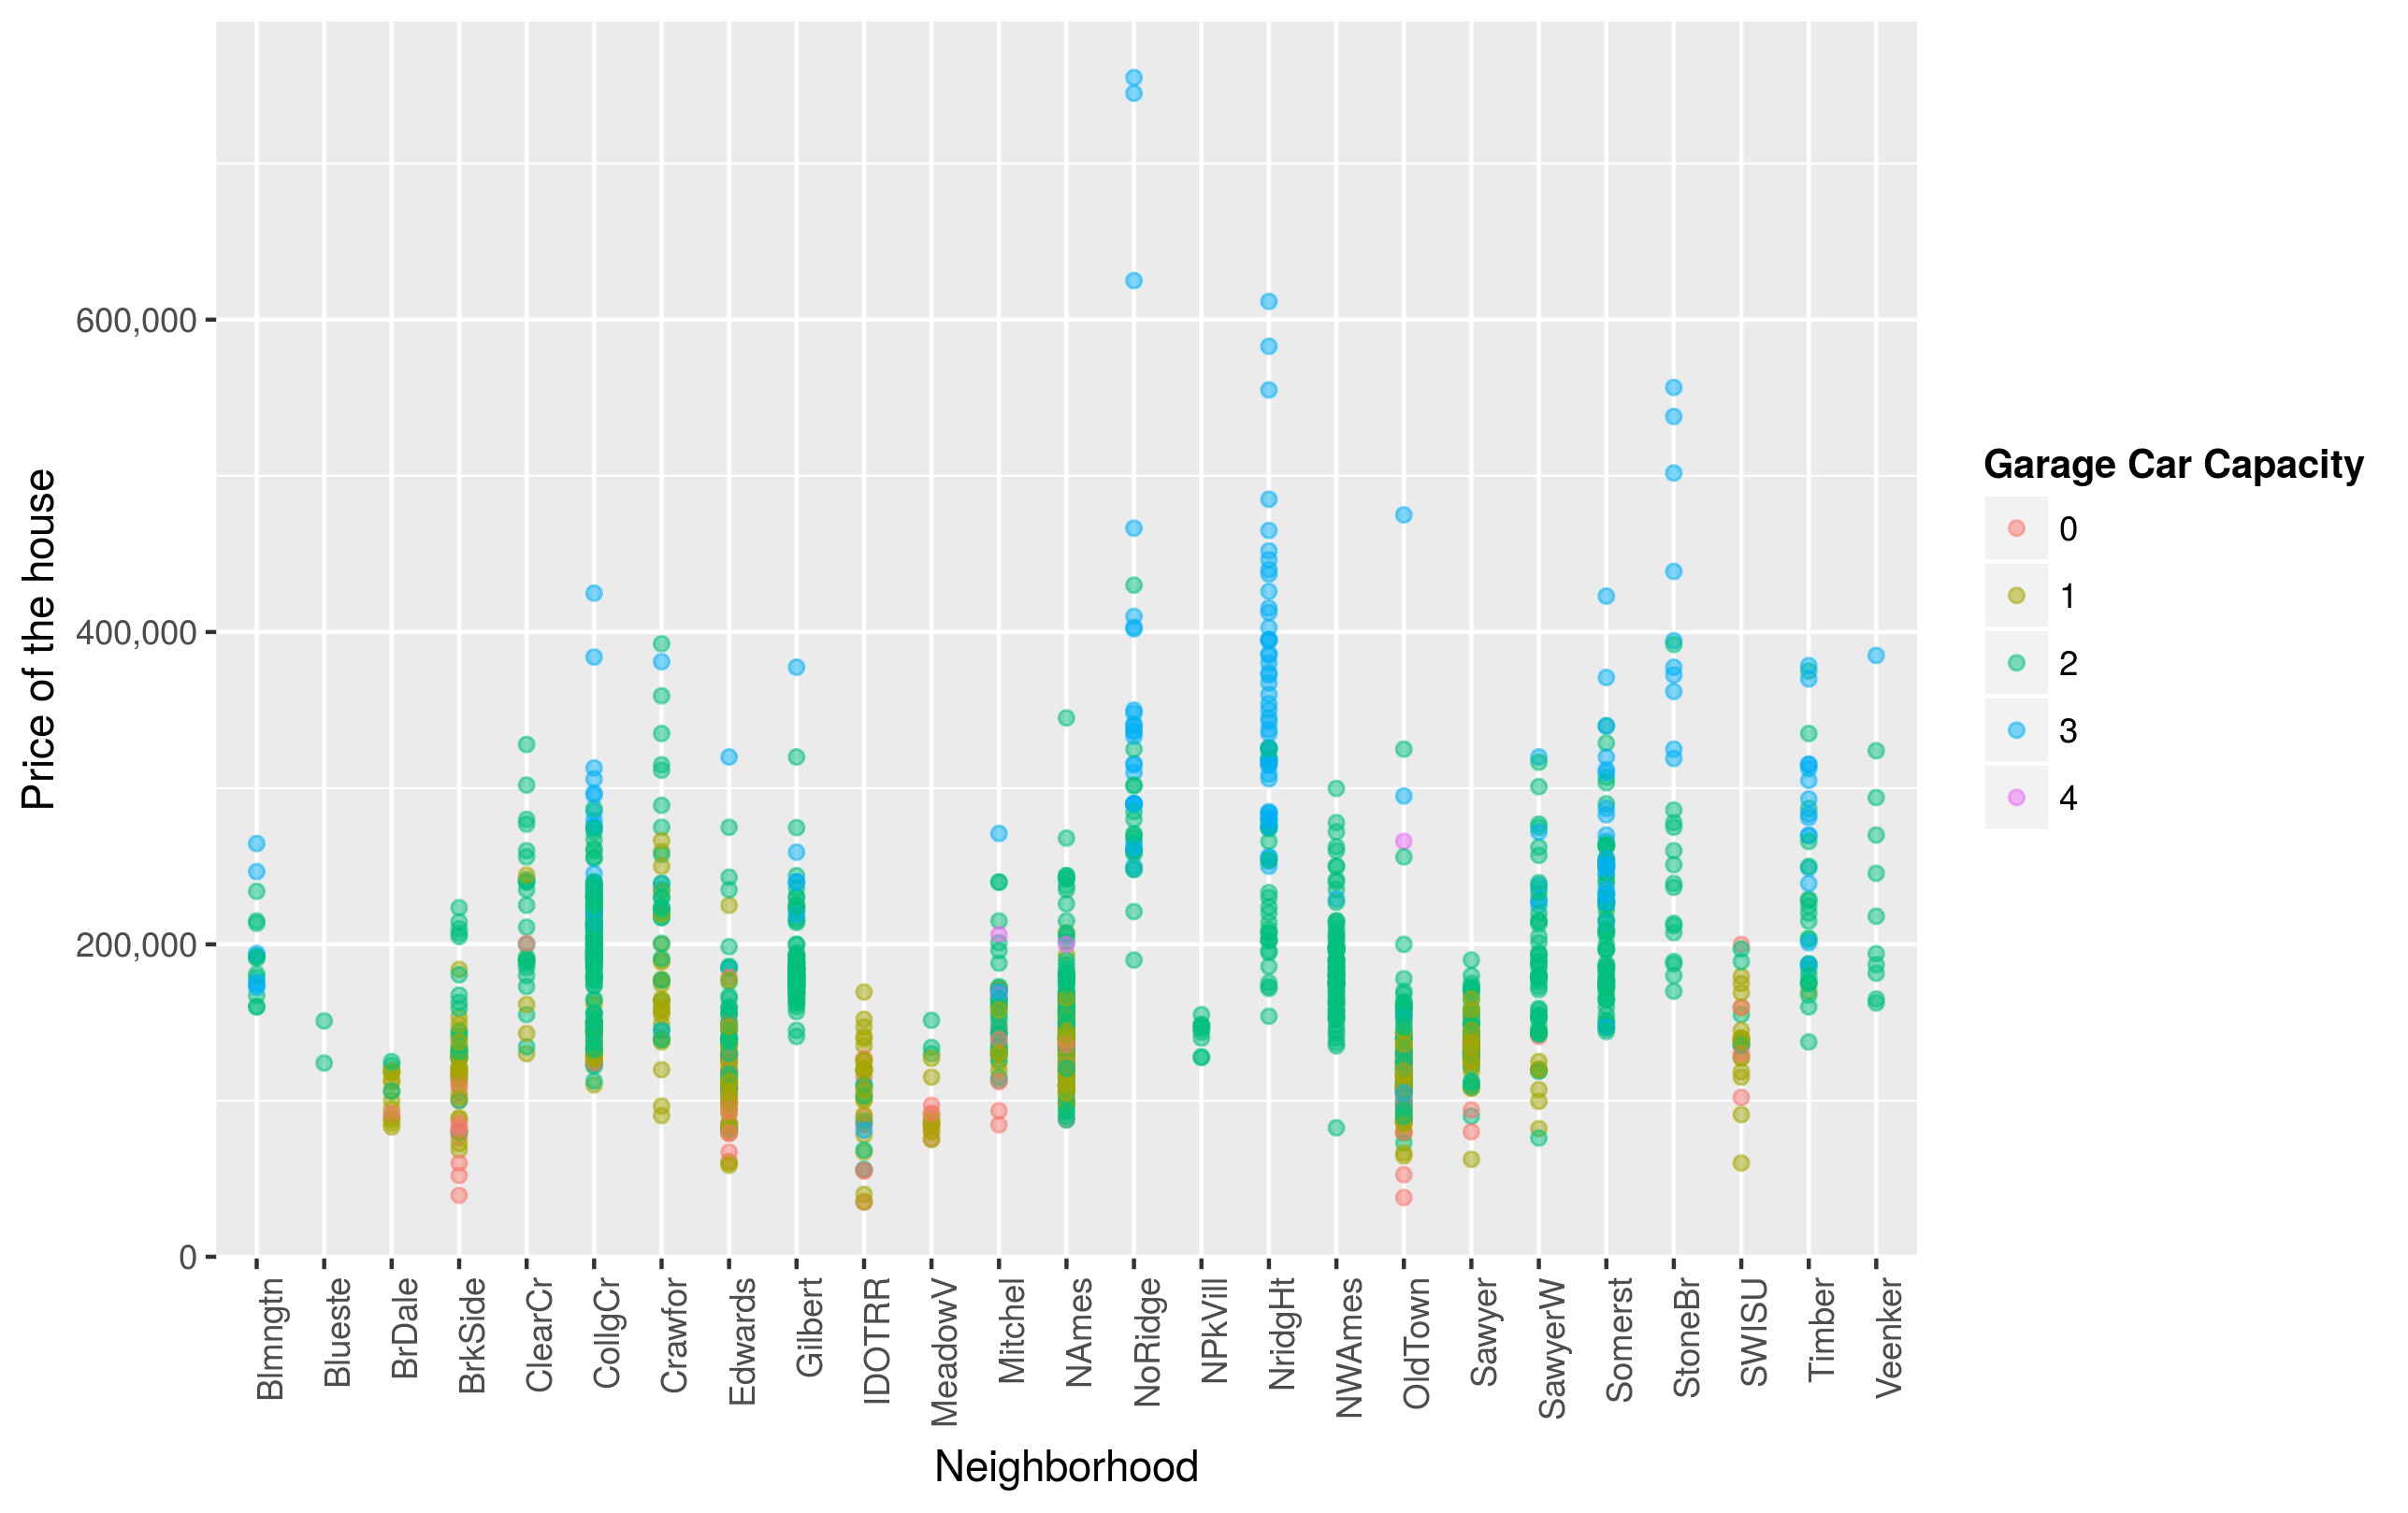 Price of the house
600,000
400,000
200,000
0
Blmngtn
Blueste
BrDale
BrkSide
ClearCr
CollgCr
Crawfor
Edwards
Gilbert
IDOTRR
MeadowV
Mitchel
NAmes
NoRidge
NPkVill
NridgHt
NWAmes
OldTown
Sawyer
SawyerW
Somerst
StoneBr
SWISU
Timber
Veenker
Neighborhood
Garage Car Capacity
0
1
2
3
4